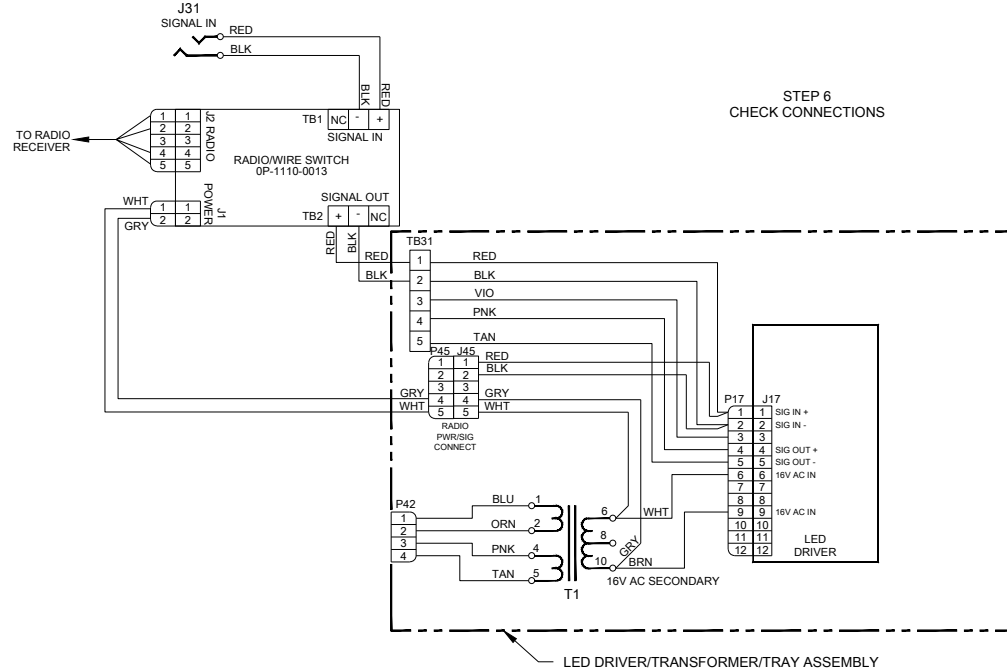 J31
SIGNAL IN
RED
BLK
BLK
RED
STEP 6
CHECK CONNECTIONS
TO RADIO
RECEIVER
1 1
2 2
3 3
4 4
5 5
J2 RADIO
TB1 NC - +
SIGNAL IN
RADIO/WIRE SWITCH
0P-1110-0013
WHT
GRY
1 1
2 2
J1
POWER
SIGNAL OUT
TB2 + - NC
RED
BLK
TB31
RED
BLK
1
2
3
4
5
RED
BLK
VIO
PNK
TAN
P45 J45
1 1
2 2
3 3
4 4
5 5
RED
BLK
GRY
WHT
GRY
WHT
RADIO
PWR/SIG
CONNECT
P17 J17
1 1 SIG IN +
2 2 SIG IN -
3 3
4 4 SIG OUT +
5 5 SIG OUT -
6 6 16V AC IN
7 7
8 8
9 9 16V AC IN
10 10
11 11
12 12
LED
DRIVER
P42
1
2
3
4
BLU 1
ORN 2
PNK 4
TAN 5
6 WHT
8
GRY
10 BRN
16V AC SECONDARY
T1
LED DRIVER/TRANSFORMER/TRAY ASSEMBLY